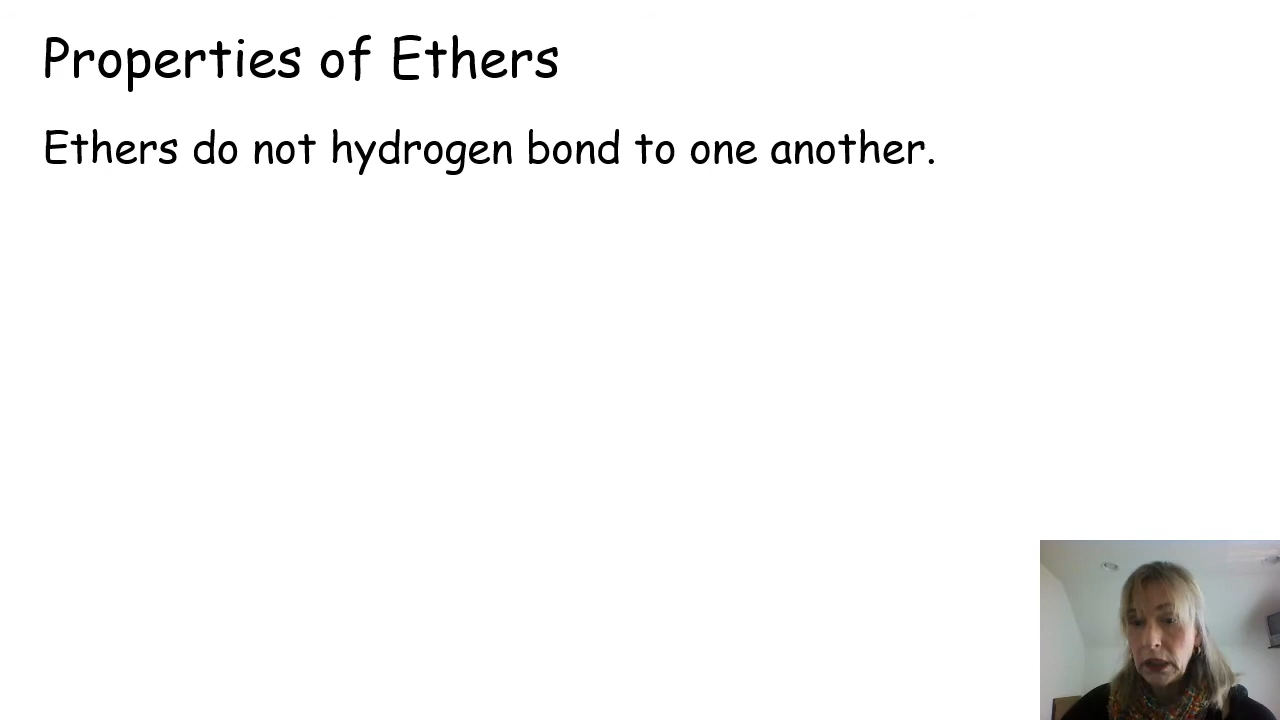 Properties of Ethers
Ethers do not hydrogen bond to one another.